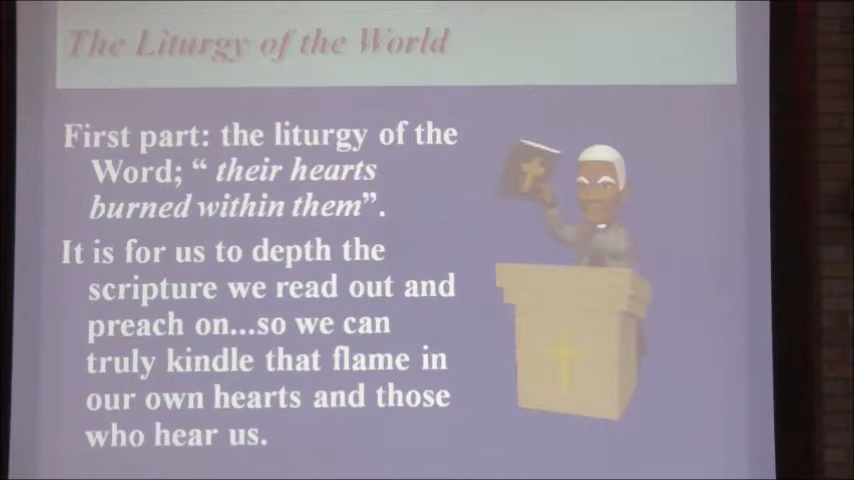 The Liturgy of the World
First part: the liturgy of the
Word; “ their hearts
burned within them”.
It is for us to depth the
scripture we read out and
preach on...so we can
truly kindle that flame in
our own hearts and those
who hear us.